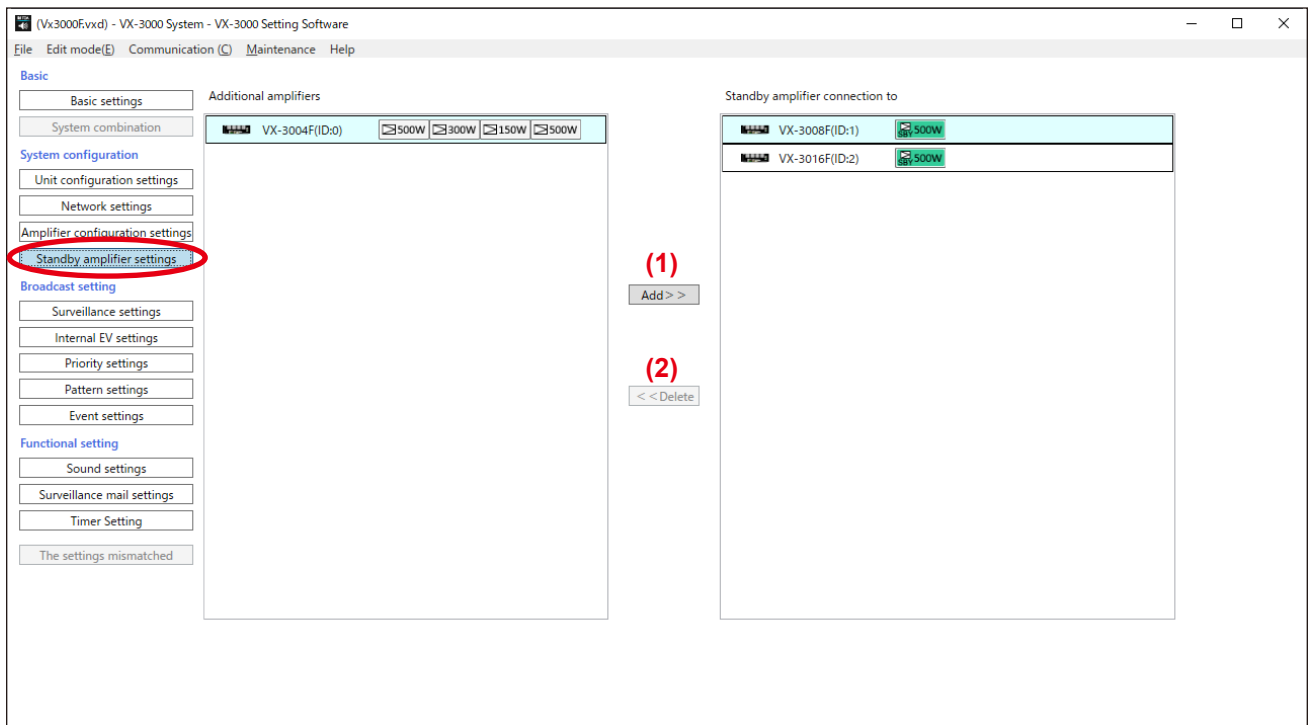 (Vx3000F.vxd) - VX-3000 System - VX-3000 Setting Software
File Edit mode(E) Communication (C) Maintenance Help
Basic
Basic settings
System combination
System configuration
Unit configuration settings
Network settings
Amplifier configuration settings
Standby amplifier settings
Broadcast setting
Surveillance settings
Internal EV settings
Priority settings
Pattern settings
Event settings
Functional setting
Sound settings
Surveillance mail settings
Timer Setting
The settings mismatched
Additional amplifiers
VX-3004F(ID:0) 500W 300W 150W 500W
(1)
Add> >
(2)
< <Delete
Standby amplifier connection to
VX-3008F(ID:1) SBY 500W
VX-3016F(ID:2) SBY 500W